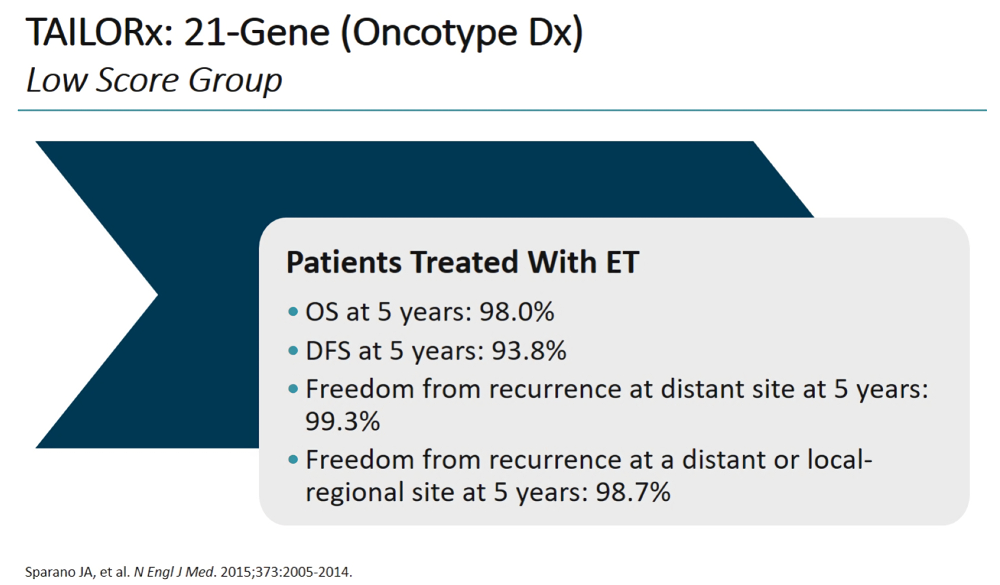 TAILORx: 21-Gene (Oncotype Dx)
Low Score Group
Patients Treated With ET
• OS at 5 years: 98.0%
• DFS at 5 years: 93.8%
• Freedom from recurrence at distant site at 5 years:
99.3%
• Freedom from recurrence at a distant or local-
regional site at 5 years: 98.7%
Sparano JA, et al. N Engl J Med. 2015;373:2005-2014.